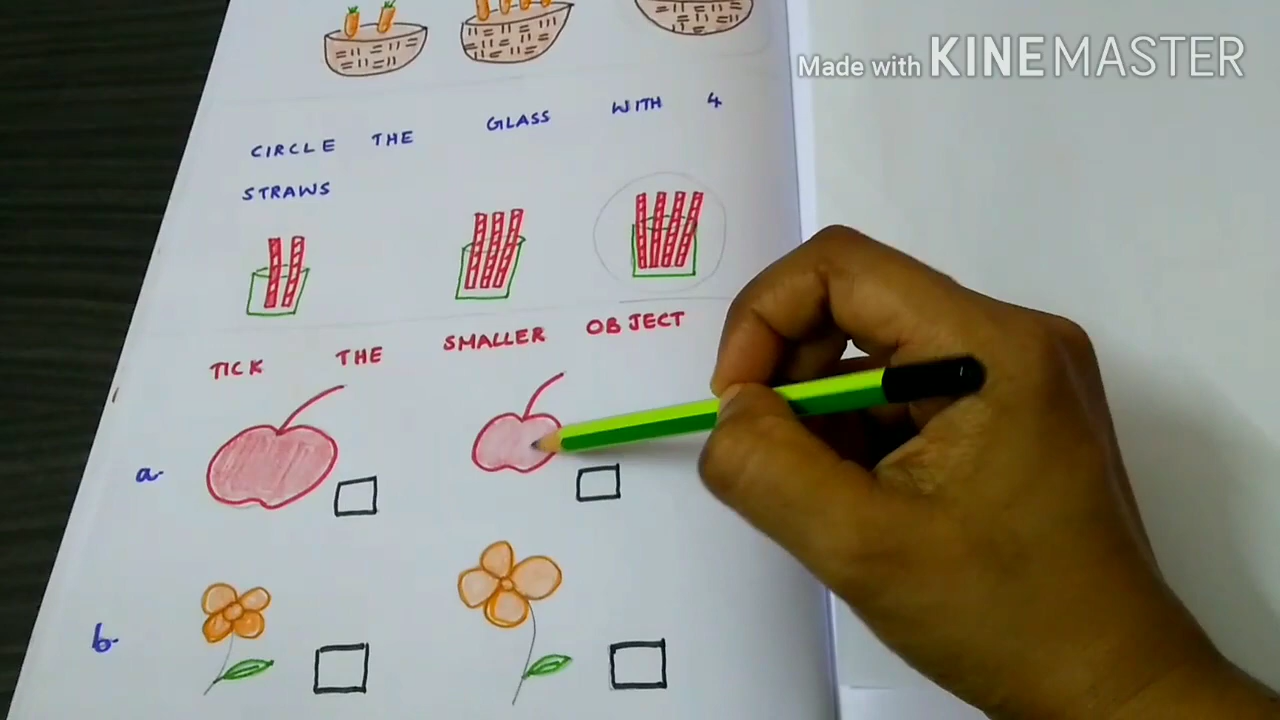 Made with KINEMASTER
CIRCLE THE GLASS WITH 4
STRAWS
TICK THE SMALLER OBJECT
a.
b.